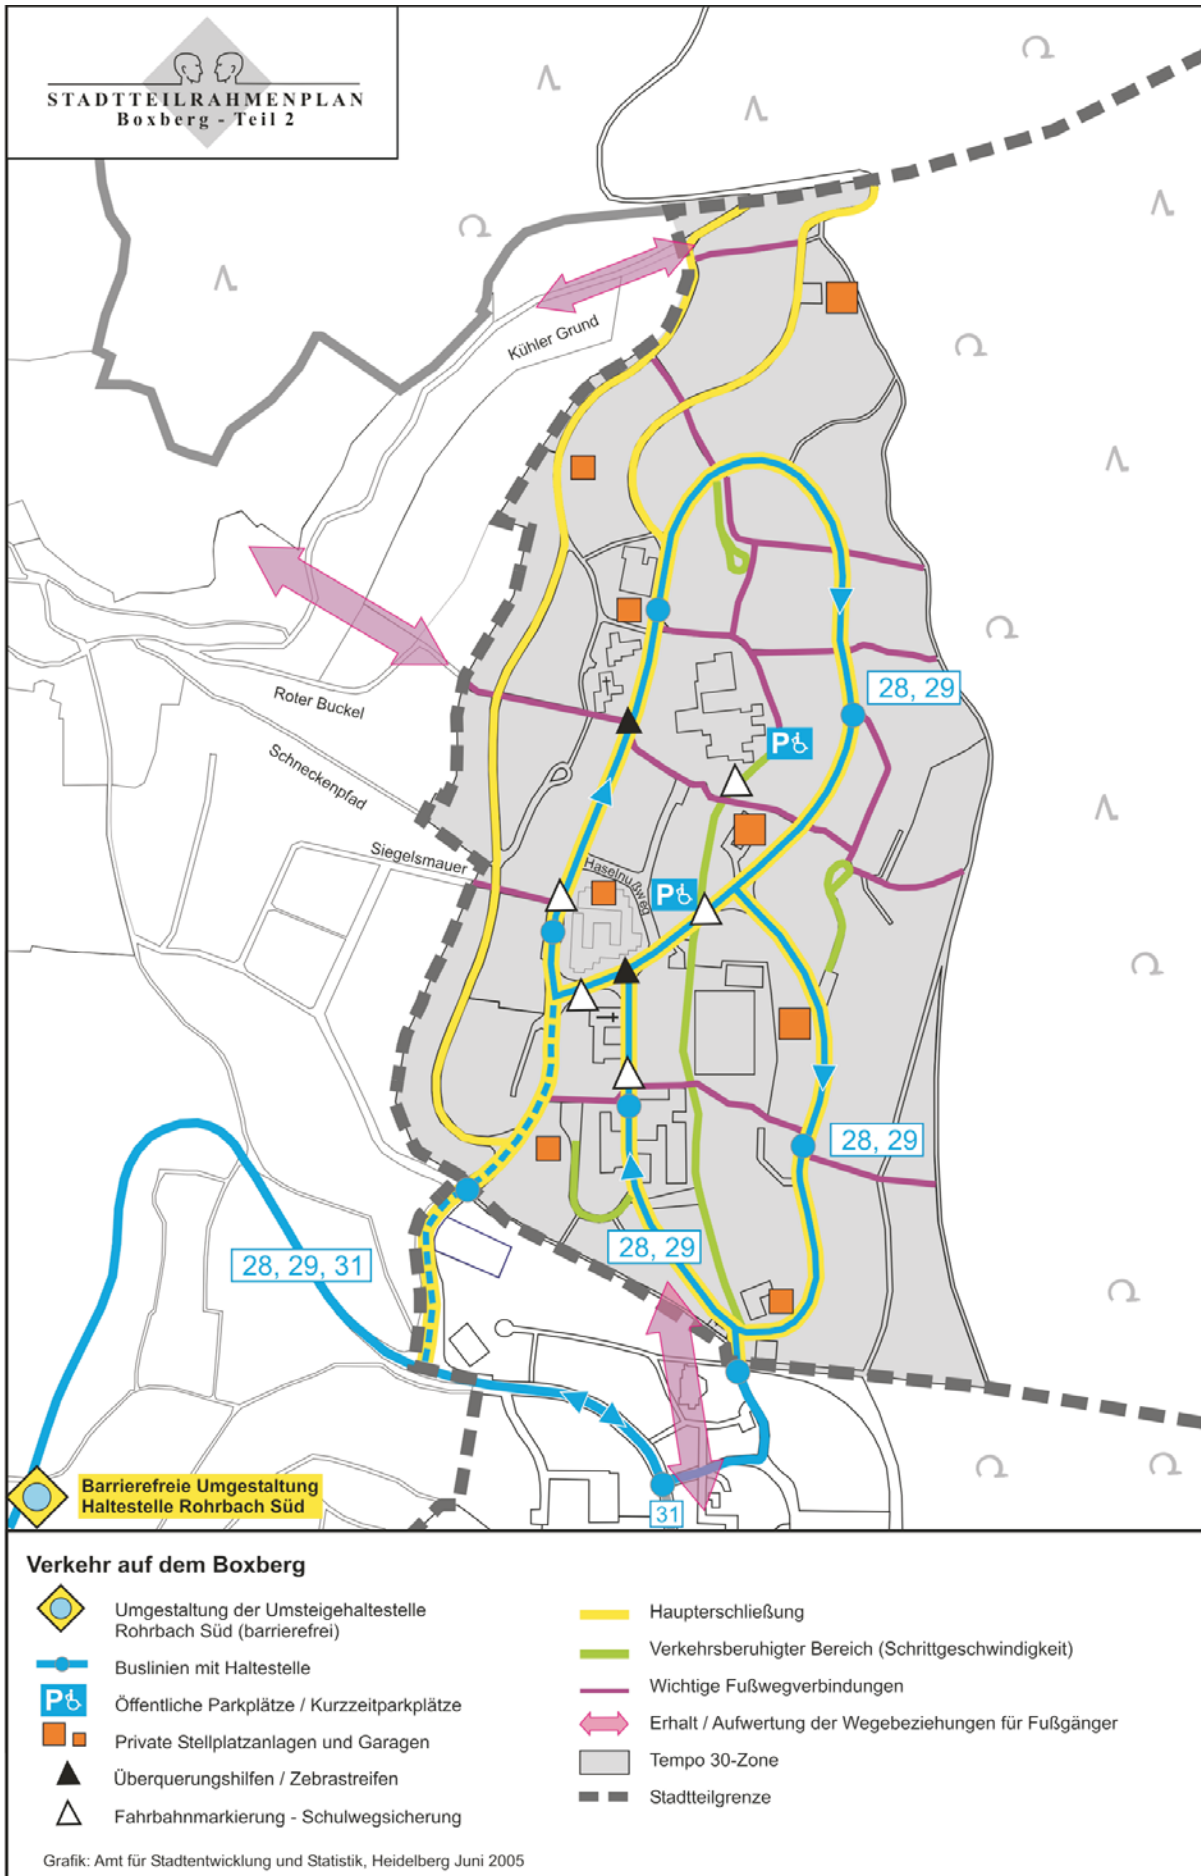 STADTTEILRAHMENPLAN
Boxberg - Teil 2
Kühler Grund
Roter Buckel
Schneckenpfad
Siegelsmauer
Haselnußweg
28, 29
P
P
28, 29
28, 29
28, 29, 31
31
Barrierefreie Umgestaltung
Haltestelle Rohrbach Süd
Verkehr auf dem Boxberg
Umgestaltung der Umsteigehaltestelle
Rohrbach Süd (barrierefrei)
Buslinien mit Haltestelle
P
Öffentliche Parkplätze / Kurzzeitparkplätze
Private Stellplatzanlagen und Garagen
Überquerungshilfen / Zebrastreifen
Fahrbahnmarkierung - Schulwegsicherung
Haupterschließung
Verkehrsberuhigter Bereich (Schrittgeschwindigkeit)
Wichtige Fußwegverbindungen
Erhalt / Aufwertung der Wegebeziehungen für Fußgänger
Tempo 30-Zone
Stadtteilgrenze
Grafik: Amt für Stadtentwicklung und Statistik, Heidelberg Juni 2005